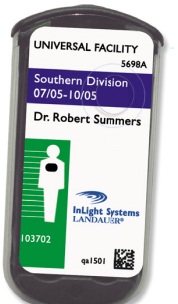 UNIVERSAL FACILITY
5698A
Southern Division
07/05-10/05
Dr. Robert Summers
InLight Systems
LANDAUER®
103702
qa1501